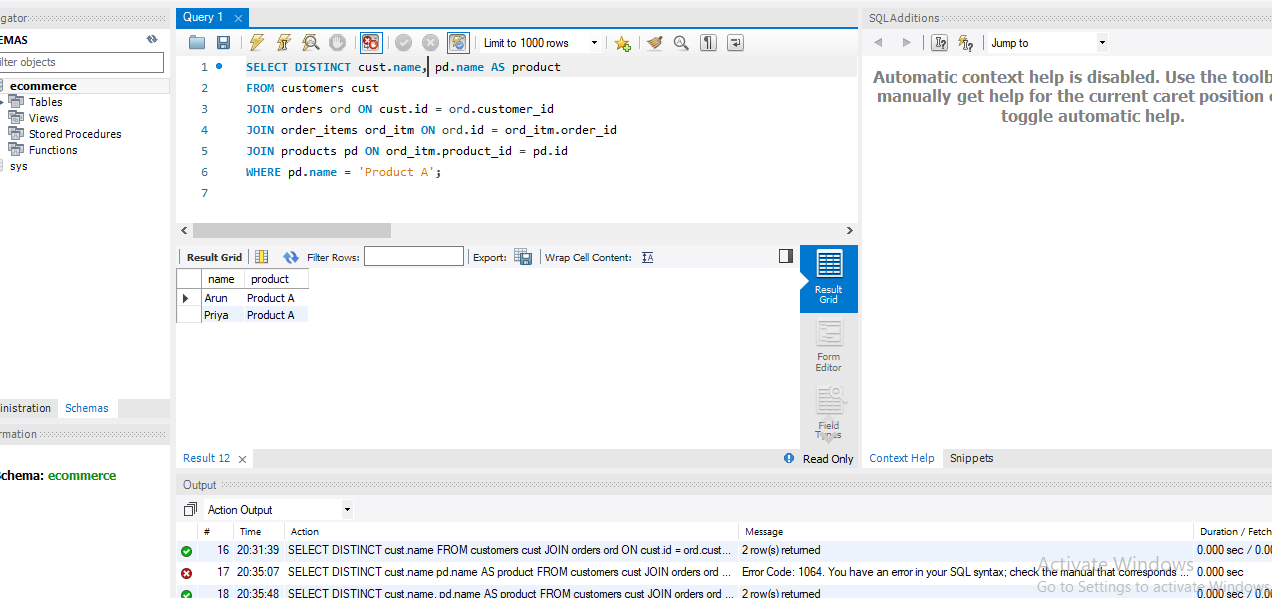 gator
Query 1
SQLAdditions
EMAS
Limit to 1000 rows
Jump to
ilter objects
ecommerce
Tables
Views
Stored Procedures
Functions
sys
1 SELECT DISTINCT cust.name, pd.name AS product
2 FROM customers cust
3 JOIN orders ord ON cust.id = ord.customer_id
4 JOIN order_items ord_itm ON ord.id = ord_itm.order_id
5 JOIN products pd ON ord_itm.product_id = pd.id
6 WHERE pd.name = 'Product A';
7
Automatic context help is disabled. Use the toolb
manually get help for the current caret position
toggle automatic help.
Result Grid Filter Rows: Export: Wrap Cell Content:
name product
Arun Product A
Priya Product A
Result
Grid
Form
Editor
Field
Types
inistration Schemas
rmation
Schema: ecommerce
Result 12
Read Only
Context Help Snippets
Output
Action Output
# Time Action Message Duration / Fetch
16 20:31:39 SELECT DISTINCT cust.name FROM customers cust JOIN orders ord ON cust.id = ord.cust... 2 row(s) returned 0.000 sec / 0.00
17 20:35:07 SELECT DISTINCT cust.name pd.name AS product FROM customers cust JOIN orders ord ... Error Code: 1064. You have an error in your SQL syntax; check the manual that corresponds ... 0.000 sec
18 20:35:48 SELECT DISTINCT cust.name, pd.name AS product FROM customers cust JOIN orders ord ... 2 row(s) returned 0.000 sec / 0.00
Activate Windows
Go to Settings to activate Windows.